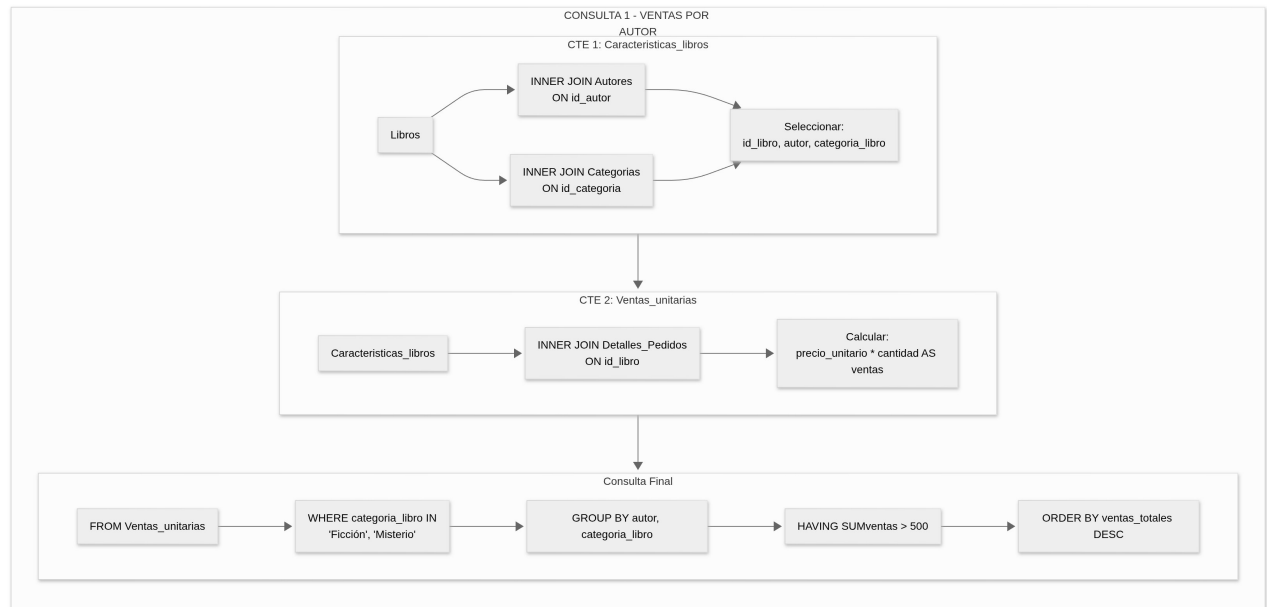 CONSULTA 1 - VENTAS POR
AUTOR
CTE 1: Caracteristicas_libros
Libros
INNER JOIN Autores
ON id_autor
INNER JOIN Categorias
ON id_categoria
Seleccionar:
id_libro, autor, categoria_libro
CTE 2: Ventas_unitarias
Caracteristicas_libros
INNER JOIN Detalles_Pedidos
ON id_libro
Calcular:
precio_unitario * cantidad AS
ventas
Consulta Final
FROM Ventas_unitarias
WHERE categoria_libro IN
'Ficción', 'Misterio'
GROUP BY autor,
categoria_libro
HAVING SUMventas > 500
ORDER BY ventas_totales
DESC